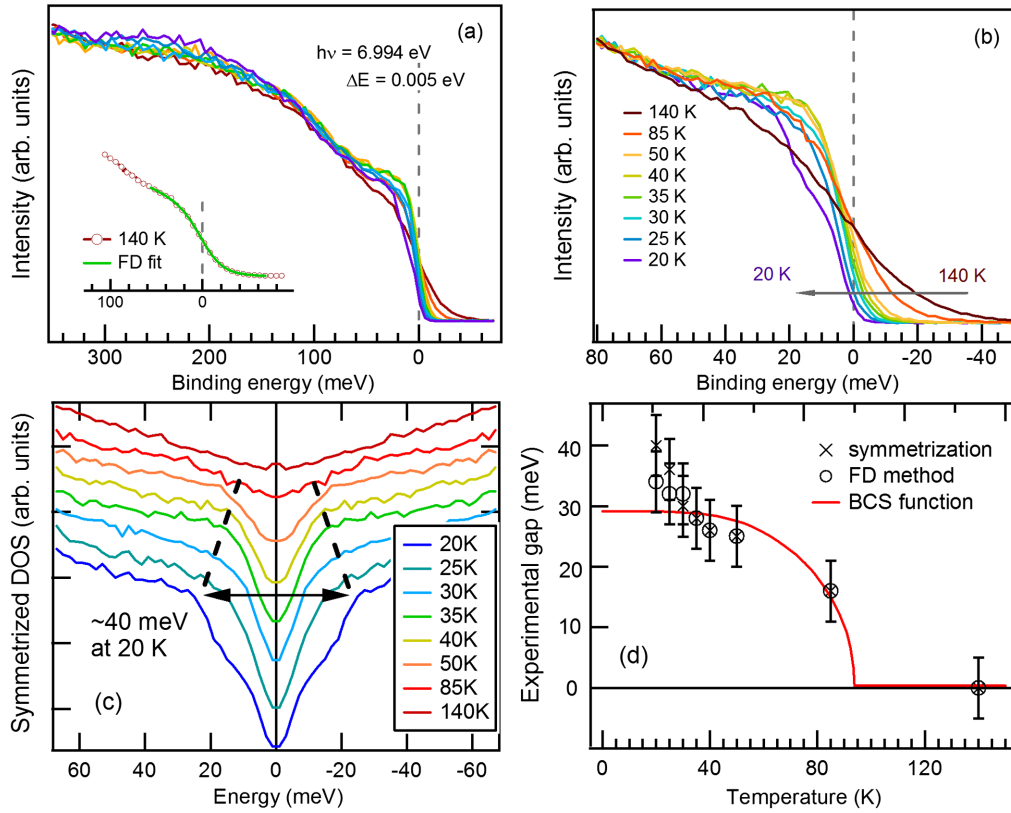 (a)
hν = 6.994 eV
ΔE = 0.005 eV
Intensity (arb. units)
140 K
FD fit
100
0
300
200
100
0
Binding energy (meV)
(b)
Intensity (arb. units)
140 K
85 K
50 K
40 K
35 K
30 K
25 K
20 K
20 K
140 K
80
60
40
20
0
-20
-40
Binding energy (meV)
Symmetrized DOS (arb. units)
~40 meV
at 20 K
(c)
20K
25K
30K
35K
40K
50K
85K
140K
60
40
20
0
-20
-40
-60
Energy (meV)
Experimental gap (meV)
40
30
20
10
0
symmetrization
FD method
BCS function
(d)
0
40
80
120
Temperature (K)